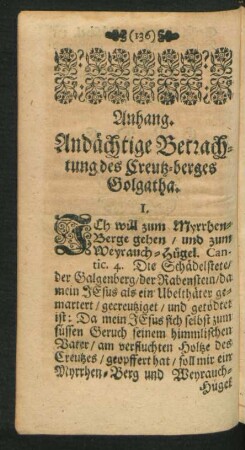 (136)
Anhang.
Andächtige Betrach-
tung des Creutz-berges
Golgatha.
I.
ICh will zum Myrrhen-
Berge gehen / und zum
Weyrauch-Hügel. Can-
tic. 4. Die Schädelstete/
der Galgenberg / der Rabenstein / da
mein JEsus als ein Ubelthäter ge-
martert / gecreutziget / und getödtet
ist: Da mein JEsus sich selbst zum
süssen Geruch seinem himmlischen
Vater / am verfluchten Holtze des
Creutzes / geopffert hat / soll mir ein
Myrrhen-Berg und Weyrauch-
Hügel